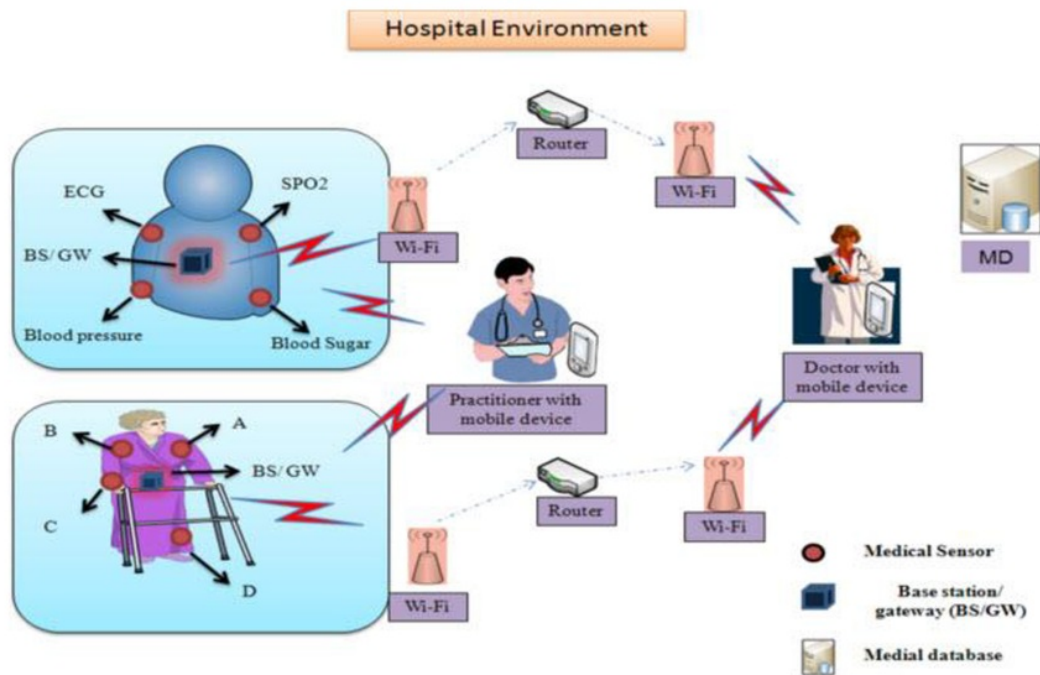 Hospital Environment
Router
Wi-Fi
ECG
SPO2
Wi-Fi
BS/GW
MD
Blood pressure
Blood Sugar
Practitioner with
mobile device
Doctor with
mobile device
B
A
BS/GW
C
D
Router
Wi-Fi
Wi-Fi
Medical Sensor
Base station/
gateway (BS/GW)
Medial database